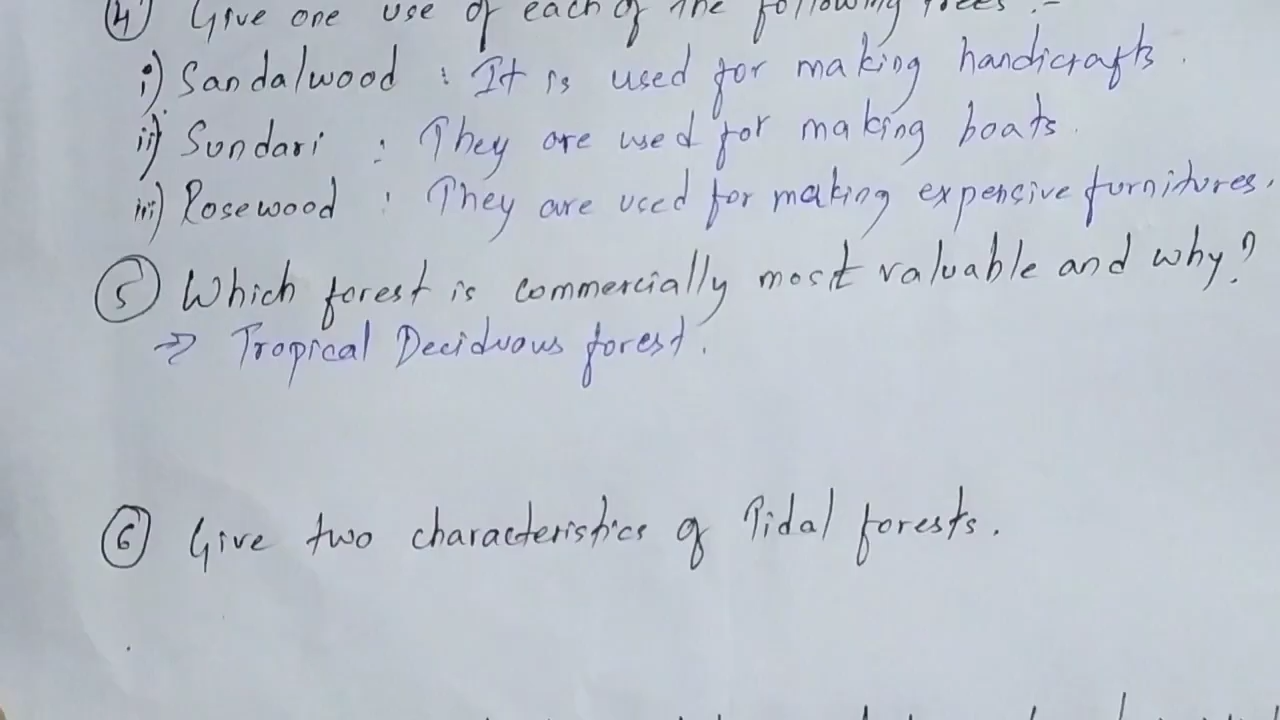 ④ Give one use of each of the following trees :-
i) Sandalwood : It is used for making handicrafts.
ii) Sundari : They are used for making boats.
iii) Rosewood : They are used for making expensive furnitures.
⑤ Which forest is commercially most valuable and why?
⇒ Tropical Deciduous forest.
⑥ Give two characteristics of Tidal forests.